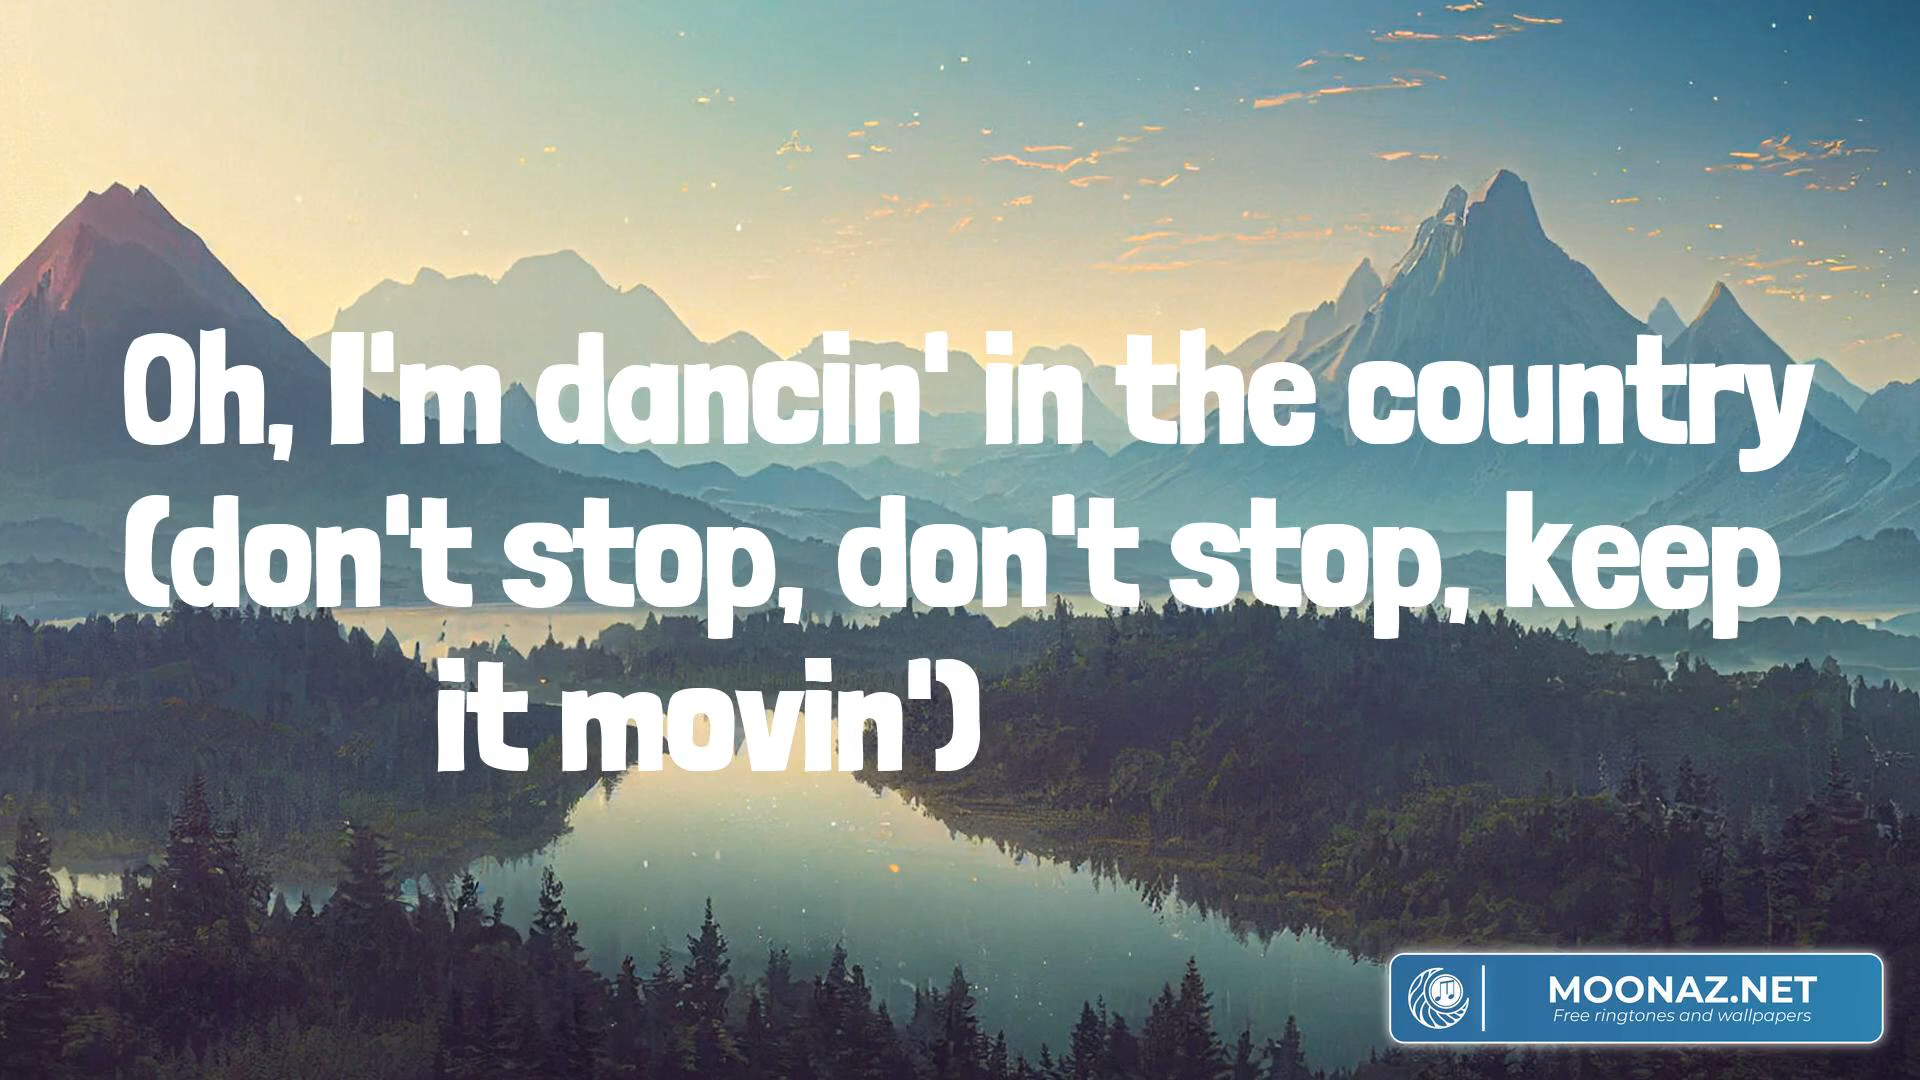 Oh, I'm dancin' in the country
(don't stop, don't stop, keep
it movin')
MOONAZ.NET
Free ringtones and wallpapers